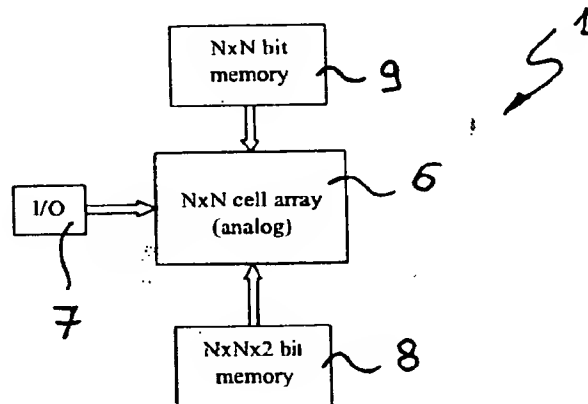 1
NxN bit
memory
9
6
I/O
NxN cell array
(analog)
7
NxNx2 bit
memory
8